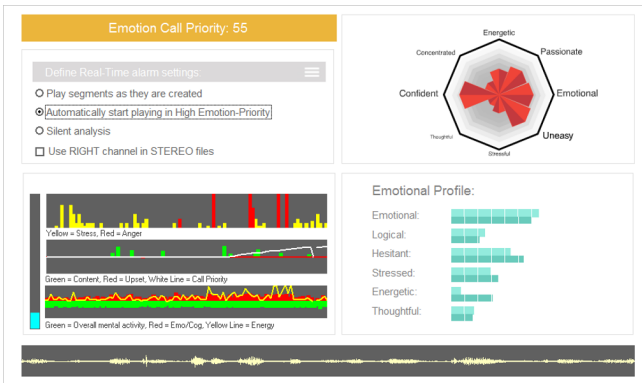 Emotion Call Priority: 55
Define Real-Time alarm settings
Play segments as they are created
Automatically start playing in High Emotion-Priority
Silent analysis
Use RIGHT channel in STEREO files
Energetic
Concentrated
Passionate
Confident
Emotional
Thoughtful
Uneasy
Stressful
Yellow = Stress, Red = Anger
Green = Content, Red = Upset, White Line = Call Priority
Green = Overall mental activity, Red = Emo/Cog, Yellow Line = Energy
Emotional Profile:
Emotional:
Logical:
Hesitant:
Stressed:
Energetic:
Thoughtful: